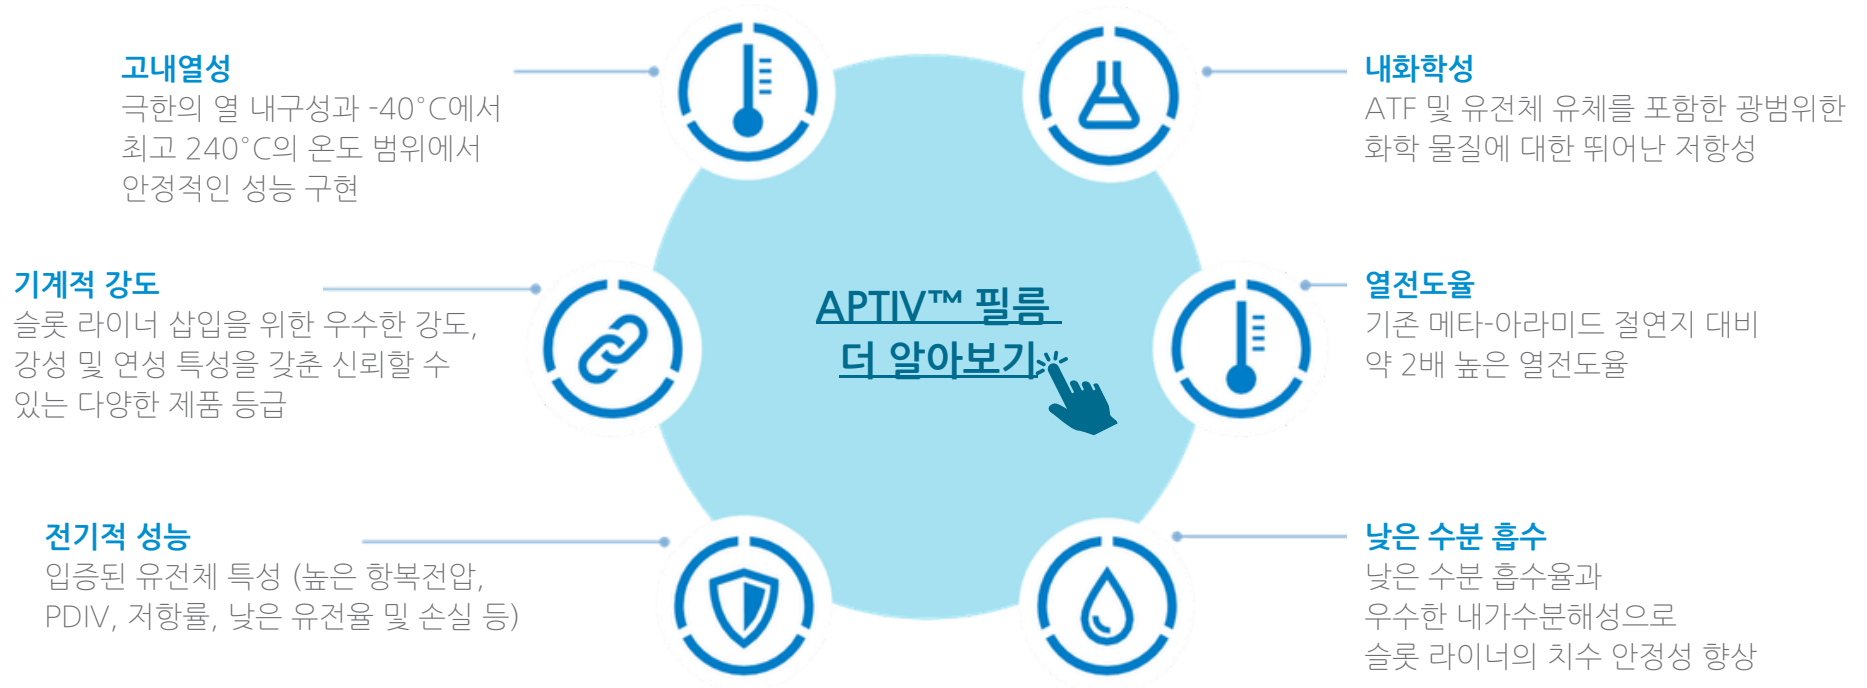 고내열성
극한의 열 내구성과 -40°C에서
최고 240°C의 온도 범위에서
안정적인 성능 구현
기계적 강도
슬롯 라이너 삽입을 위한 우수한 강도,
강성 및 연성 특성을 갖춘 신뢰할 수
있는 다양한 제품 등급
전기적 성능
입증된 유전체 특성 (높은 항복전압,
PDIV, 저항률, 낮은 유전율 및 손실 등)
APTIV™ 필름
더 알아보기
내화학성
ATF 및 유전체 유체를 포함한 광범위한
화학 물질에 대한 뛰어난 저항성
열전도율
기존 메타-아라미드 절연지 대비
약 2배 높은 열전도율
낮은 수분 흡수
낮은 수분 흡수율과
우수한 내가수분해성으로
슬롯 라이너의 치수 안정성 향상